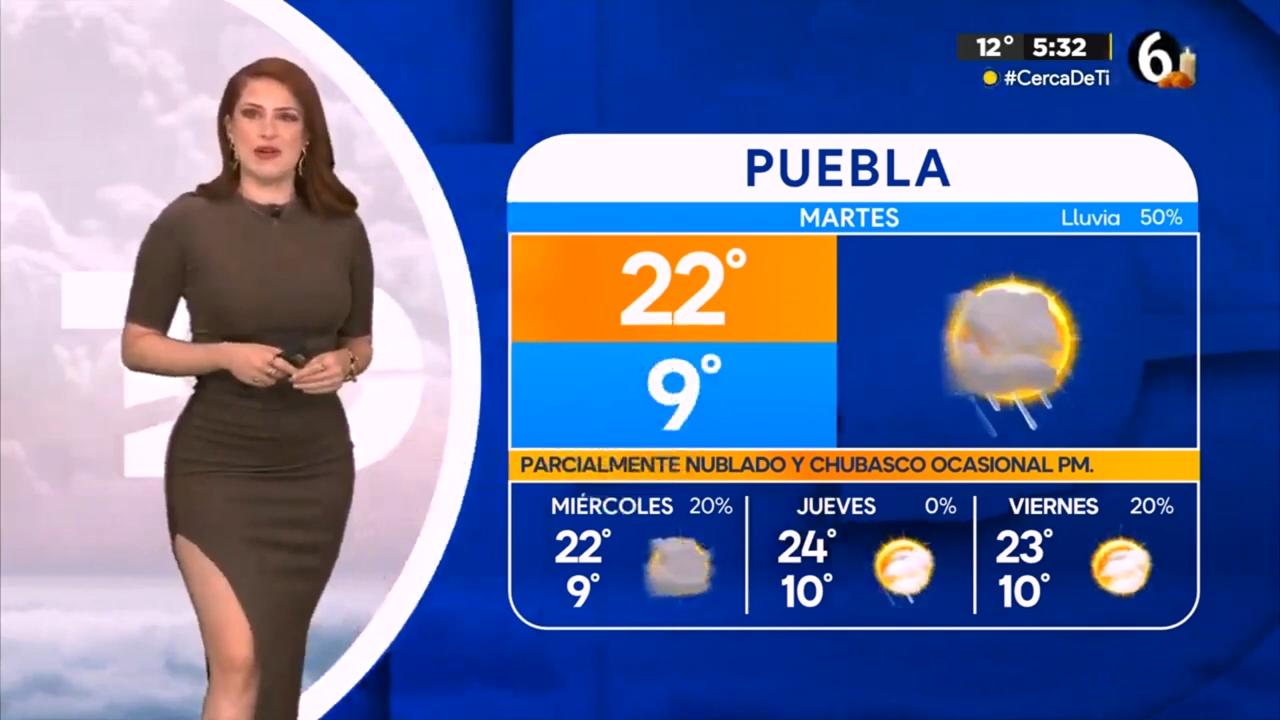 12° 5:32
6
#CercaDeTi
PUEBLA
MARTES Lluvia 50%
22°
9°
PARCIALMENTE NUBLADO Y CHUBASCO OCASIONAL PM.
MIÉRCOLES 20% JUEVES 0% VIERNES 20%
22° 24° 23°
9° 10° 10°